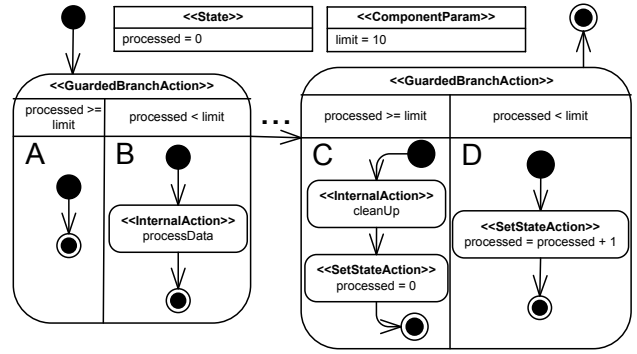 <<State>>
processed = 0
<<ComponentParam>>
limit = 10
<<GuardedBranchAction>>
processed >=
limit
processed < limit
A
B
<<InternalAction>>
processData
...
<<GuardedBranchAction>>
processed >= limit
processed < limit
C
D
<<InternalAction>>
cleanUp
<<SetStateAction>>
processed = 0
<<SetStateAction>>
processed = processed + 1